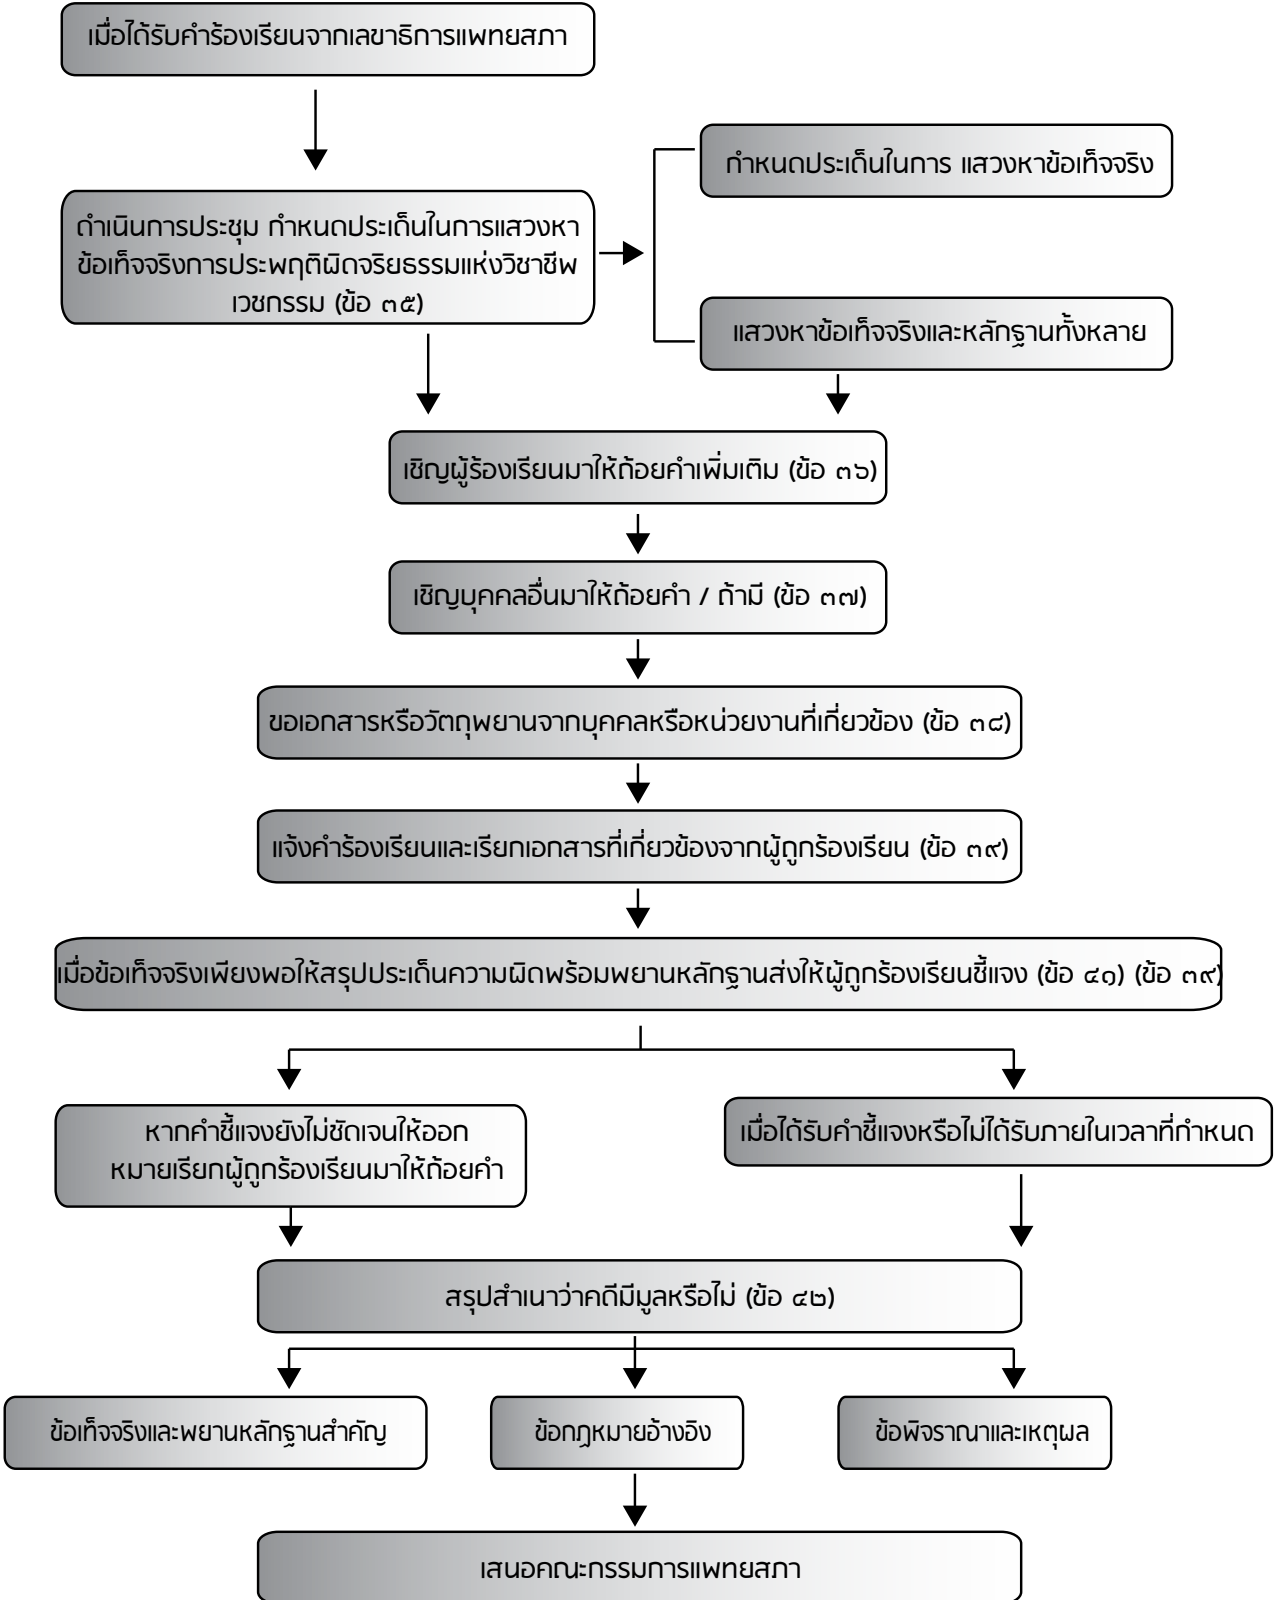 เมื่อได้รับคำร้องเรียนจากเลขาธิการแพทยสภา
กำหนดประเด็นในการ แสวงหาข้อเท็จจริง
ดำเนินการประชุม กำหนดประเด็นในการแสวงหา
ข้อเท็จจริงการประพฤติผิดจริยธรรมแห่งวิชาชีพ
เวชกรรม (ข้อ ๓๕)
แสวงหาข้อเท็จจริงและหลักฐานทั้งหลาย
เชิญผู้ร้องเรียนมาให้ถ้อยคำเพิ่มเติม (ข้อ ๓๖)
เชิญบุคคลอื่นมาให้ถ้อยคำ / ถ้ามี (ข้อ ๓๗)
ขอเอกสารหรือวัตถุพยานจากบุคคลหรือหน่วยงานที่เกี่ยวข้อง (ข้อ ๓๘)
แจ้งคำร้องเรียนและเรียกเอกสารที่เกี่ยวข้องจากผู้ถูกร้องเรียน (ข้อ ๓๙)
เมื่อข้อเท็จจริงเพียงพอให้สรุปประเด็นความผิดพร้อมพยานหลักฐานส่งให้ผู้ถูกร้องเรียนชี้แจง (ข้อ ๔๑) (ข้อ ๓๙)
หากคำชี้แจงยังไม่ชัดเจนให้ออก
หมายเรียกผู้ถูกร้องเรียนมาให้ถ้อยคำ
เมื่อได้รับคำชี้แจงหรือไม่ได้รับภายในเวลาที่กำหนด
สรุปสำเนาว่าคดีมีมูลหรือไม่ (ข้อ ๔๒)
ข้อเท็จจริงและพยานหลักฐานสำคัญ
ข้อกฎหมายอ้างอิง
ข้อพิจารณาและเหตุผล
เสนอคณะกรรมการแพทยสภา